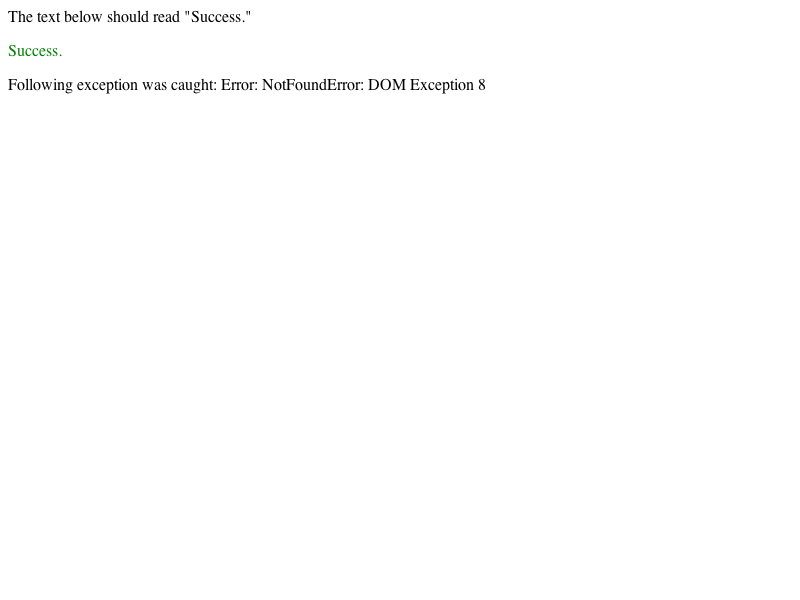 The text below should read "Success."
Success.
Following exception was caught: Error: NotFoundError: DOM Exception 8